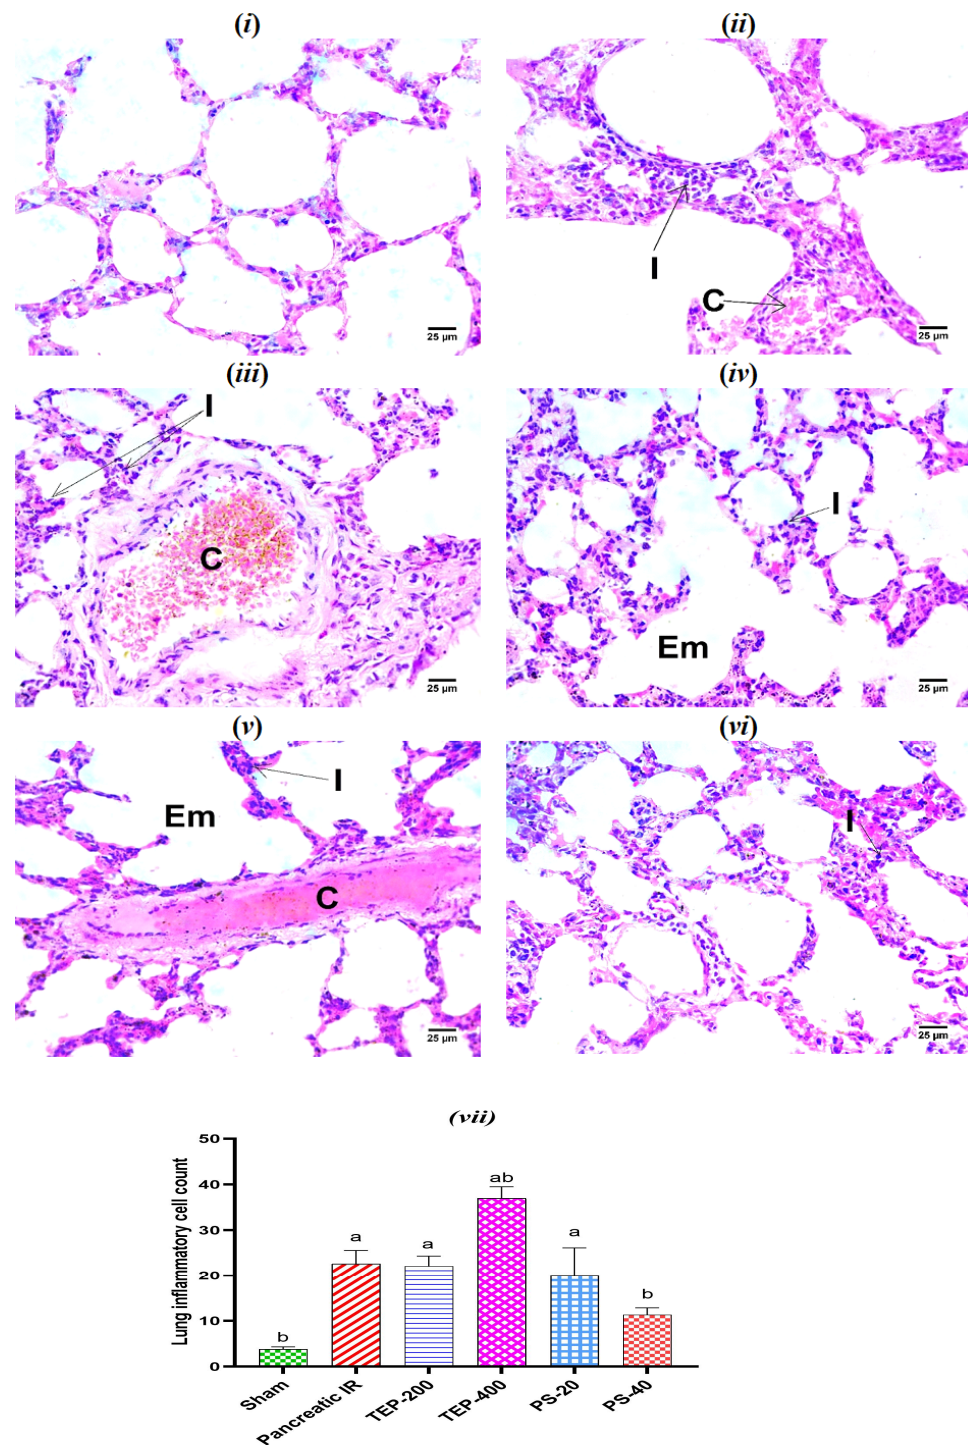 (i) (ii)
I
C
25 µm 25 µm
(iii) (iv)
I
I
C
Em
25 µm 25 µm
(v) (vi)
I
Em
I
C
25 µm 25 µm
(vii)
Lung inflammatory cell count
50
40
30
20
10
0
b
a
a
ab
a
b
Sham
Pancreatic IR
TEP-200
TEP-400
PS-20
PS-40